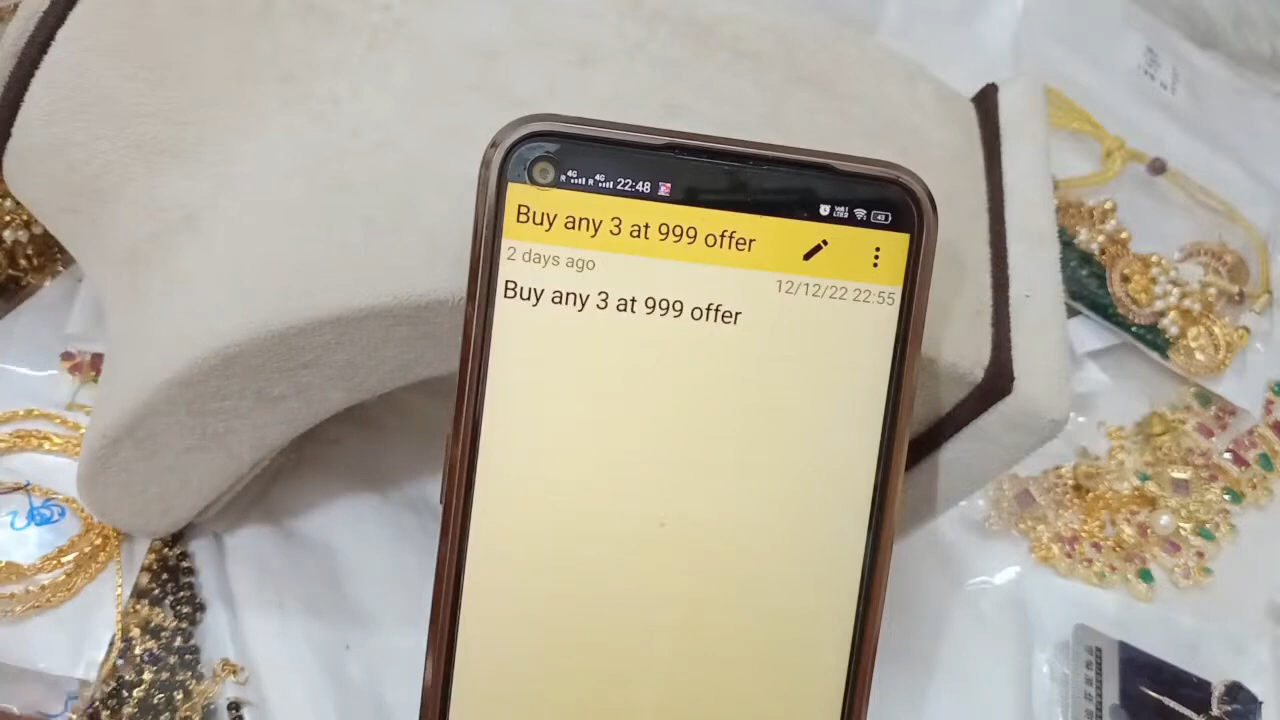 22:48
43
Buy any 3 at 999 offer
2 days ago
12/12/22 22:55
Buy any 3 at 999 offer